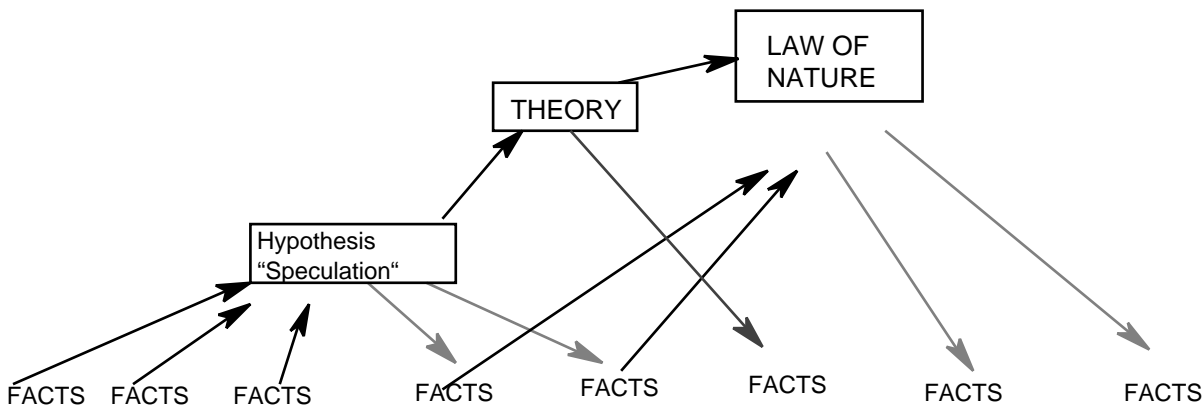 LAW OF
NATURE
THEORY
Hypothesis
“Speculation“
FACTS
FACTS
FACTS
FACTS
FACTS
FACTS
FACTS
FACTS